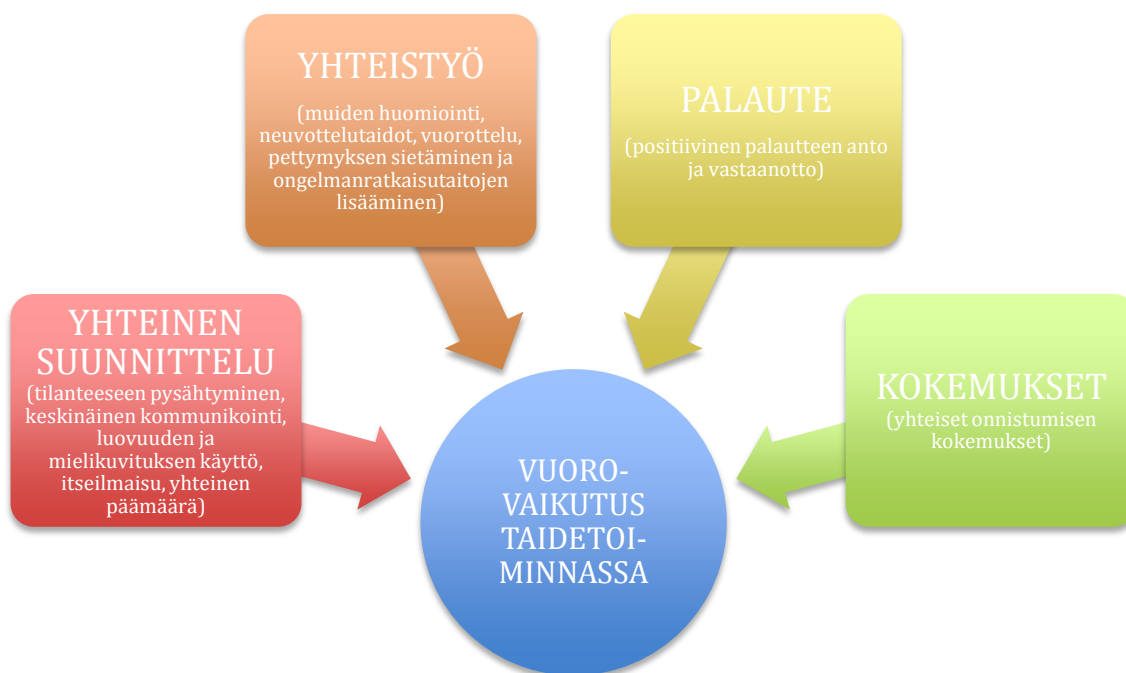 YHTEISTYÖ
(muiden huomiointi,
neuvottelutaidot, vuorottelu,
pettymyksen sietäminen ja
ongelmanratkaisutaitojen
lisääminen)
PALAUTE
(positiivinen palautteen anto
ja vastaanotto)
YHTEINEN
SUUNNITTELU
(tilanteeseen pysähtyminen,
keskinäinen kommunikointi,
luovuuden ja
mielikuvituksen käyttö,
itseilmaisu, yhteinen
päämäärä)
KOKEMUKSET
(yhteiset onnistumisen
kokemukset)
VUORO-
VAIKUTUS
TAIDETOI-
MINNASSA